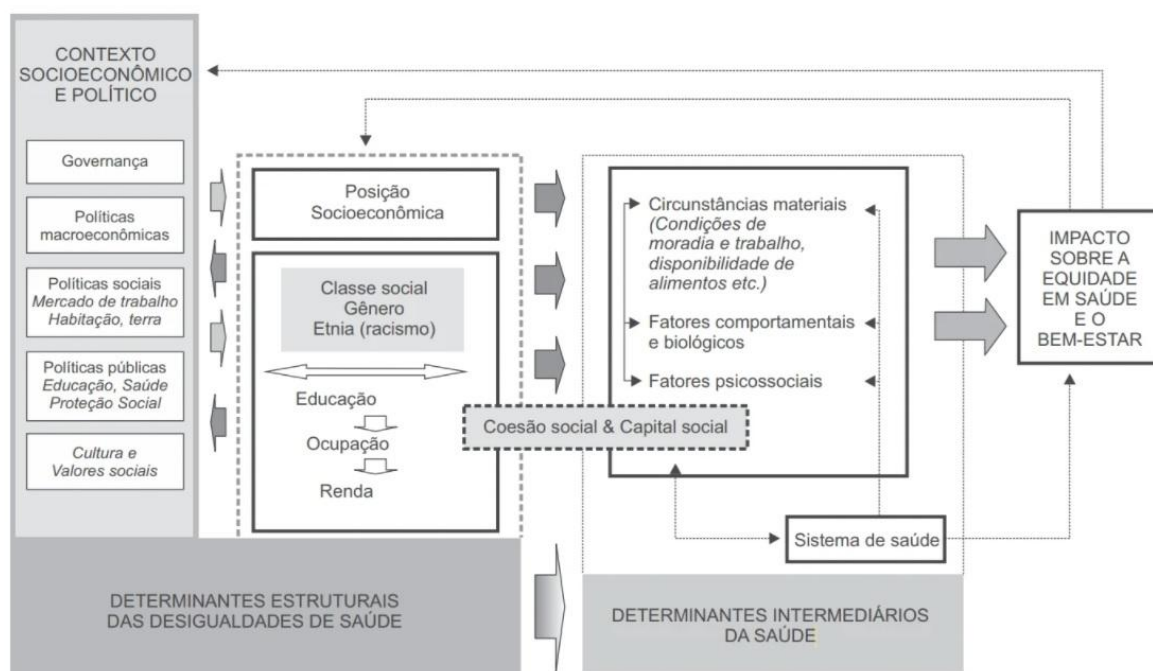 CONTEXTO
SOCIOECONÔMICO
E POLÍTICO
Governança
Políticas
macroeconômicas
Políticas sociais
Mercado de trabalho
Habitação, terra
Políticas públicas
Educação, Saúde
Proteção Social
Cultura e
Valores sociais
Posição
Socioeconômica
Classe social
Gênero
Etnia (racismo)
Educação
Ocupação
Renda
Coesão social & Capital social
Circunstâncias materiais
(Condições de
moradia e trabalho,
disponibilidade de
alimentos etc.)
Fatores comportamentais
e biológicos
Fatores psicossociais
Sistema de saúde
IMPACTO
SOBRE A
EQUIDADE
EM SAÚDE
E O
BEM-ESTAR
DETERMINANTES ESTRUTURAIS
DAS DESIGUALDADES DE SAÚDE
DETERMINANTES INTERMEDIÁRIOS
DA SAÚDE